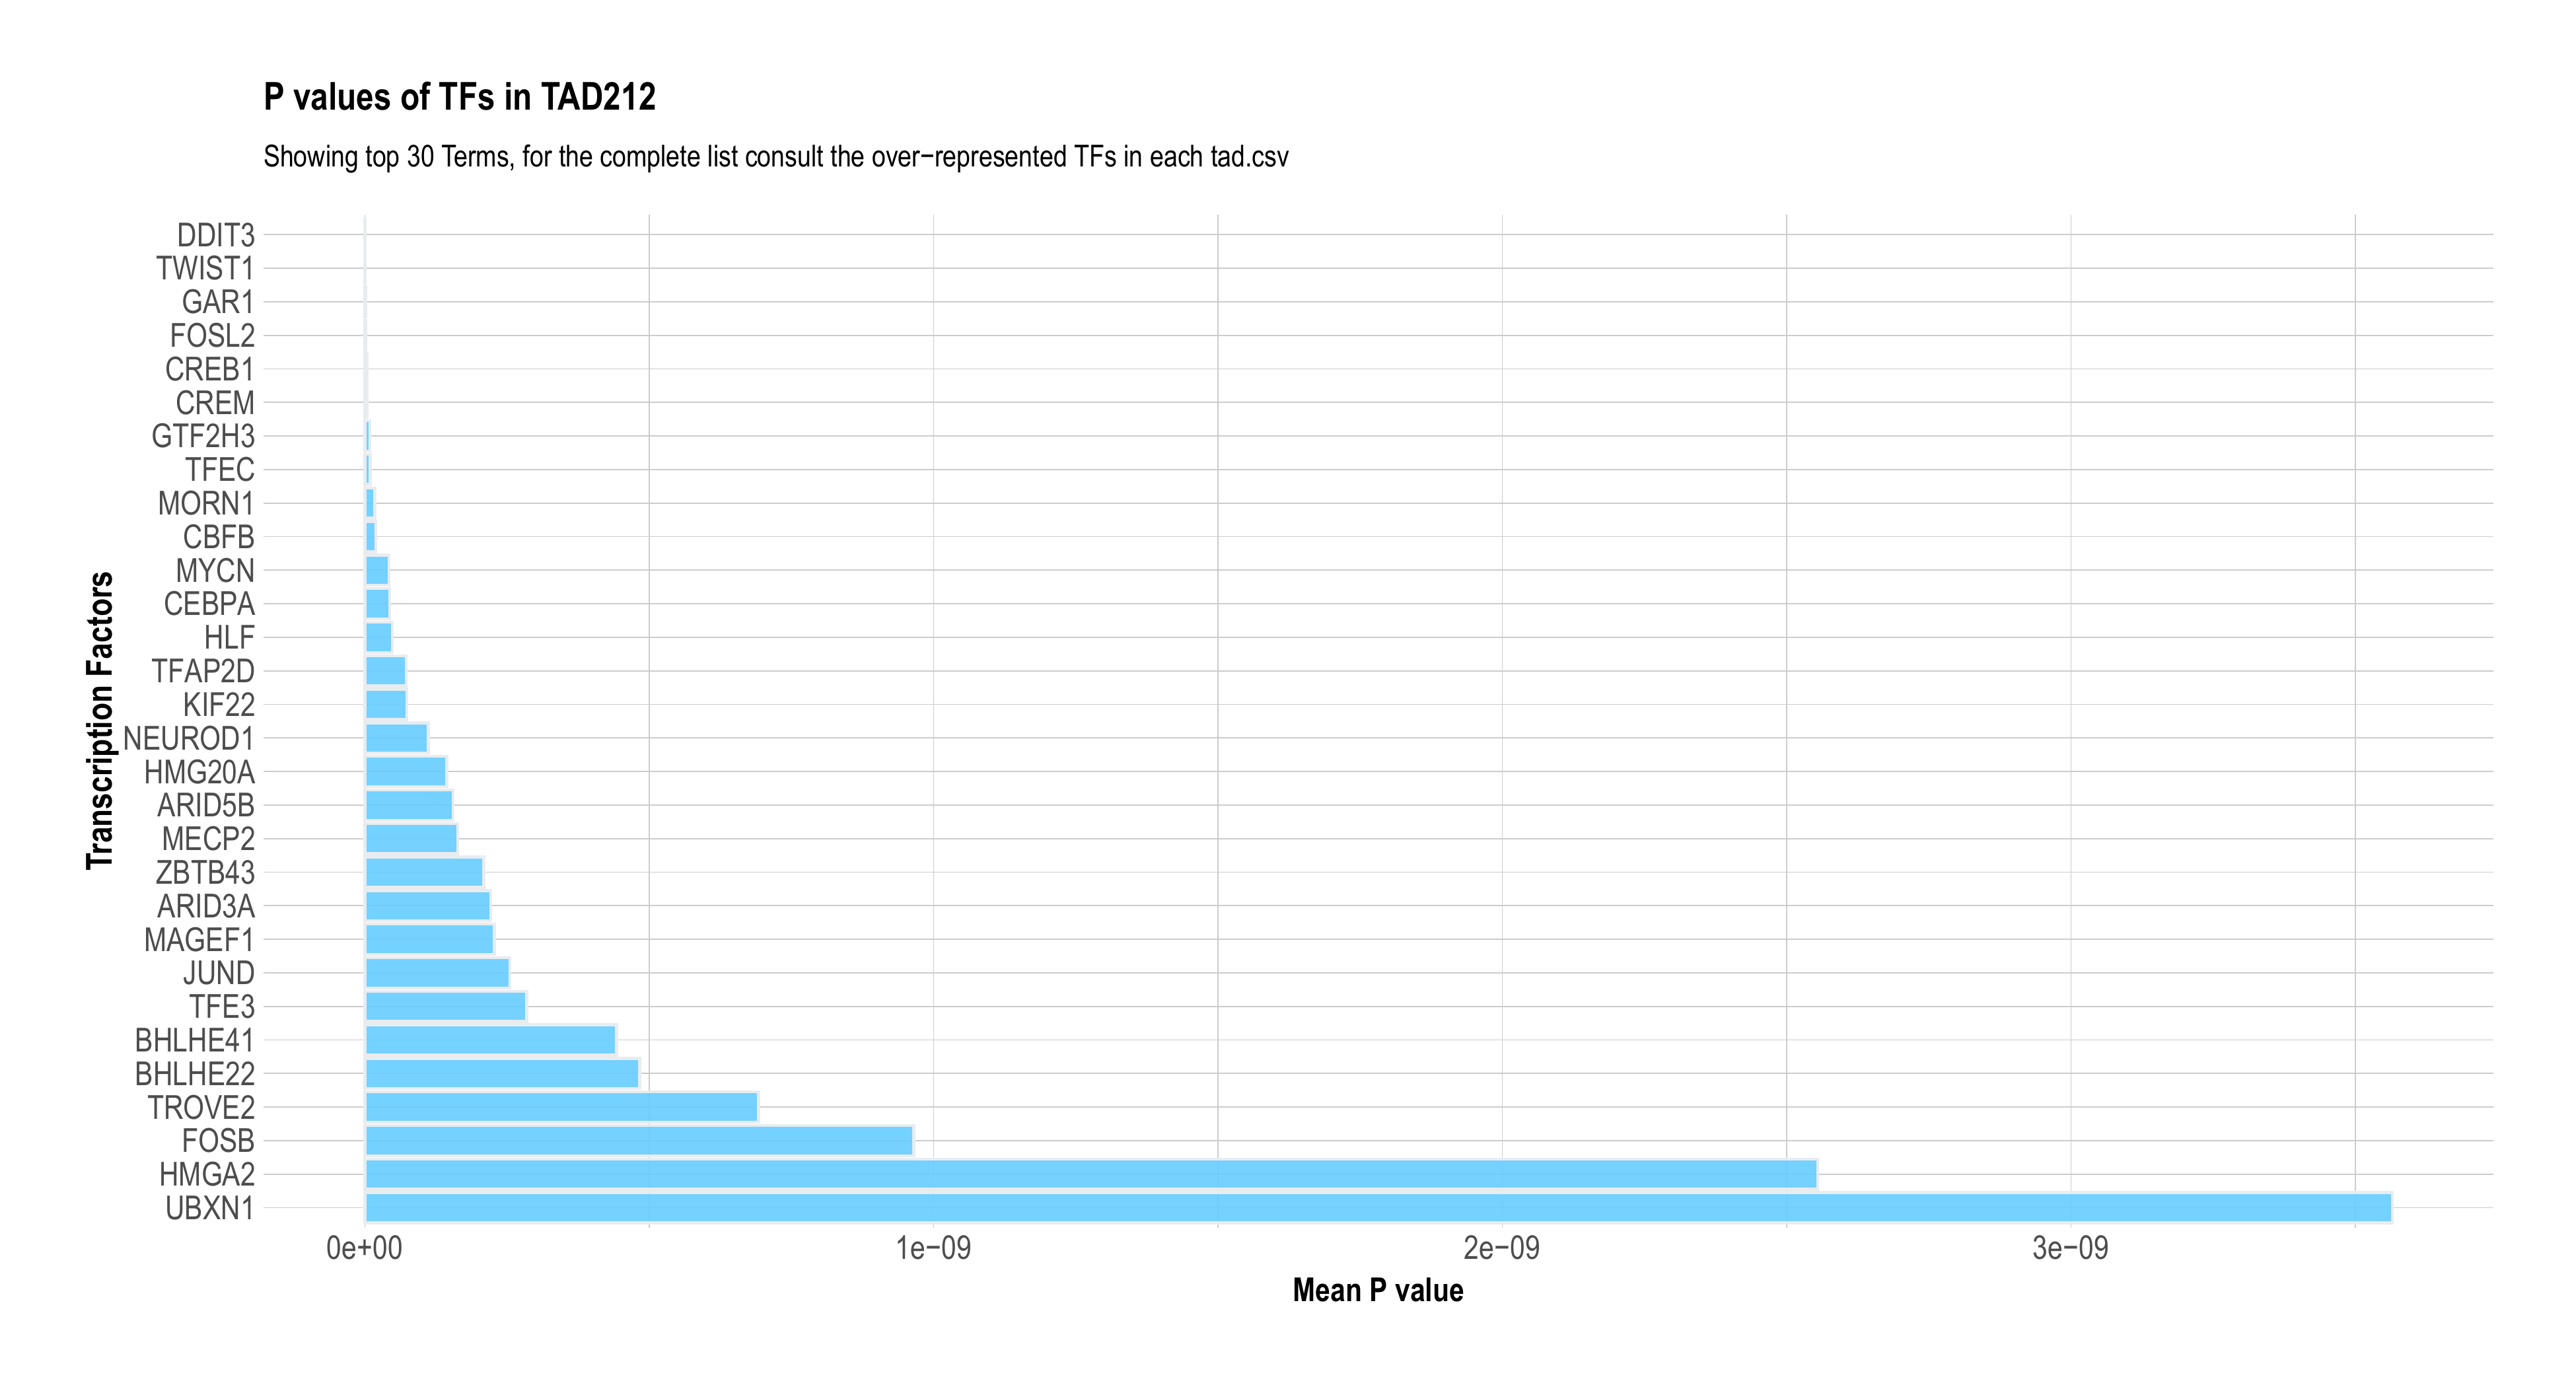 P values of TFs in TAD212
Showing top 30 Terms, for the complete list consult the over−represented TFs in each tad.csv
Transcription Factors
DDIT3
TWIST1
GAR1
FOSL2
CREB1
CREM
GTF2H3
TFEC
MORN1
CBFB
MYCN
CEBPA
HLF
TFAP2D
KIF22
NEUROD1
HMG20A
ARID5B
MECP2
ZBTB43
ARID3A
MAGEF1
JUND
TFE3
BHLHE41
BHLHE22
TROVE2
FOSB
HMGA2
UBXN1
0e+00 1e−09 2e−09 3e−09
Mean P value